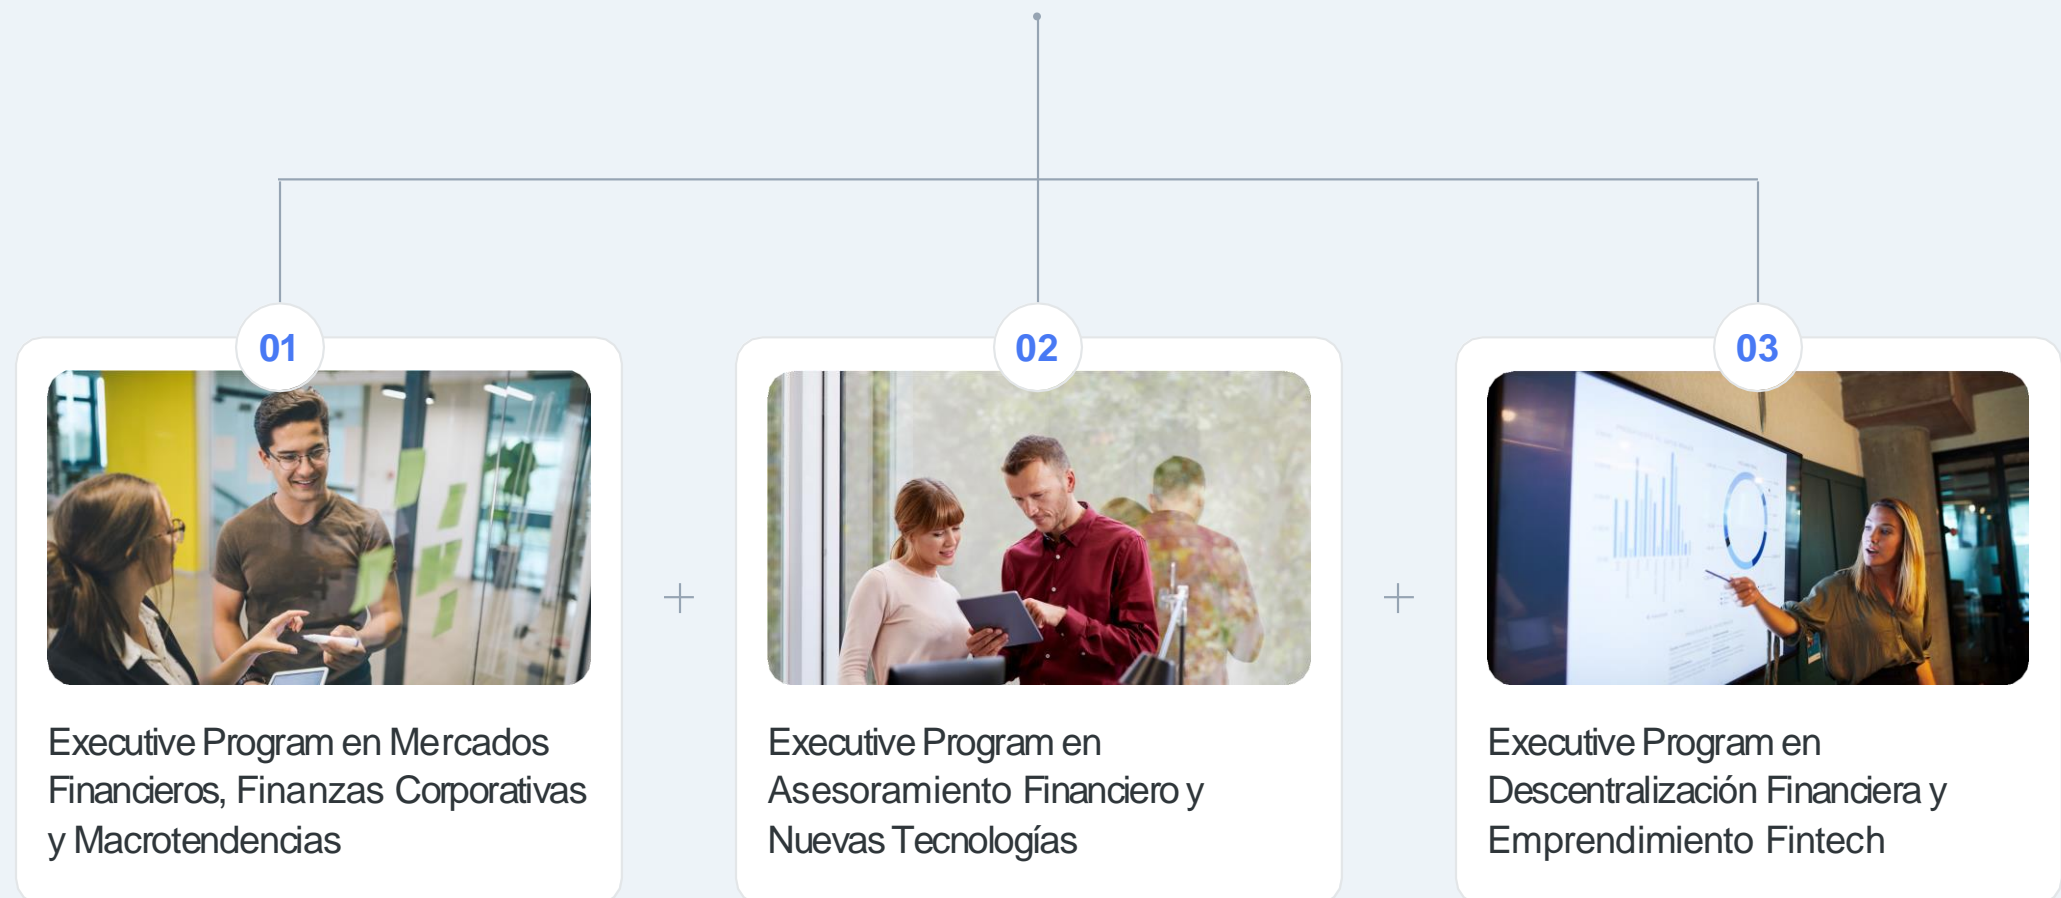 01
Executive Program en Mercados
Financieros, Finanzas Corporativas
y Macrotendencias
02
Executive Program en
Asesoramiento Financiero y
Nuevas Tecnologías
03
Executive Program en
Descentralización Financiera y
Emprendimiento Fintech